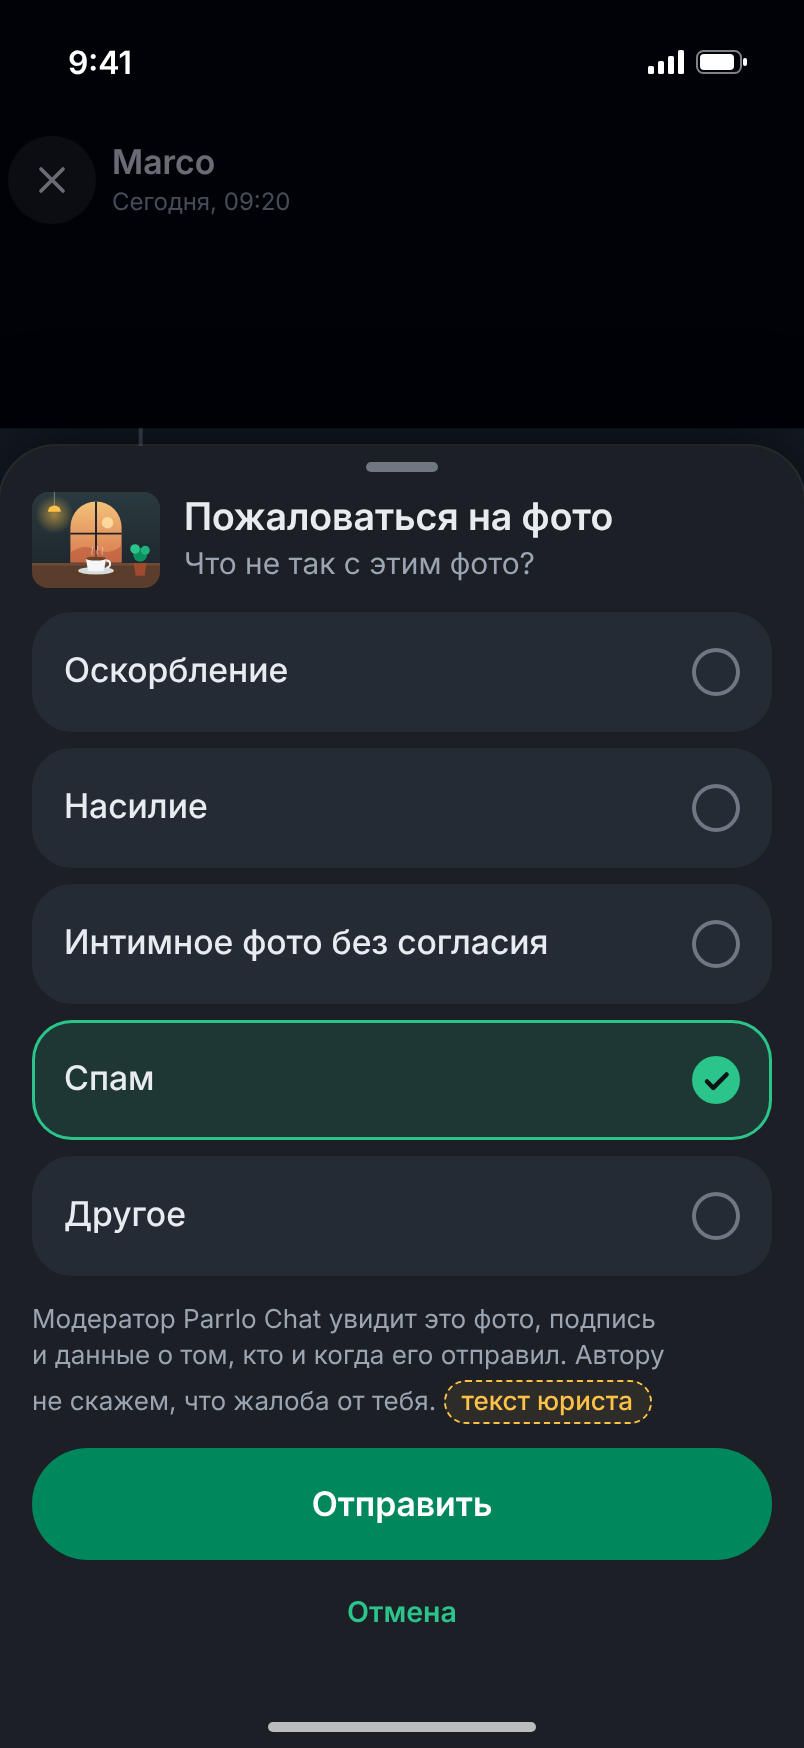 9:41
Marco
Сегодня, 09:20
Пожаловаться на фото
Что не так с этим фото?
Оскорбление
Насилие
Интимное фото без согласия
Спам
Другое
Модератор Parrlo Chat увидит это фото, подпись
и данные о том, кто и когда его отправил. Автору
не скажем, что жалоба от тебя. текст юриста
Отправить
Отмена